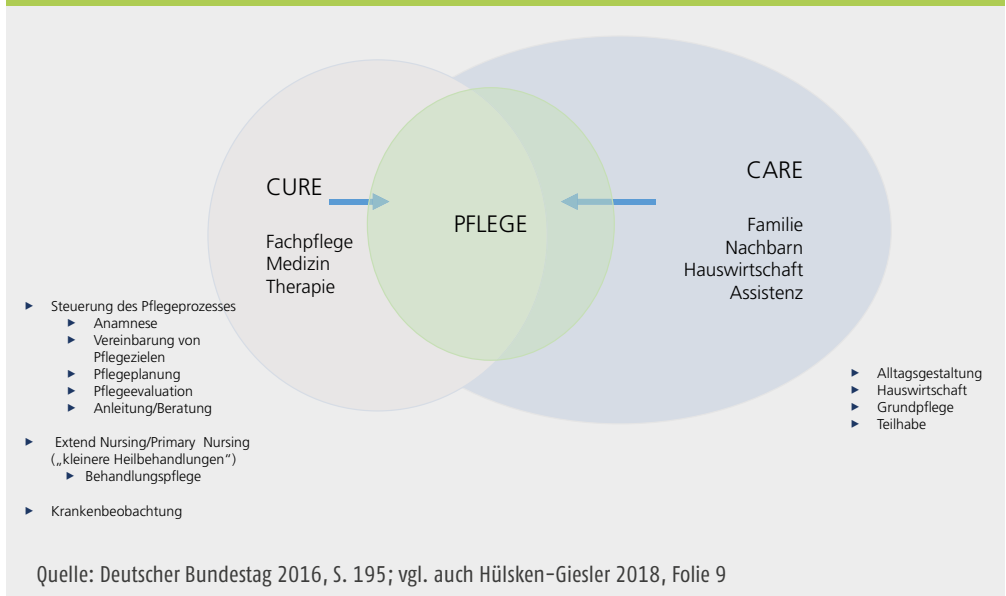 CURE
Fachpflege
Medizin
Therapie
PFLEGE
CARE
Familie
Nachbarn
Hauswirtschaft
Assistenz
▶ Steuerung des Pflegeprozesses
▶ Anamnese
▶ Vereinbarung von
Pflegezielen
▶ Pflegeplanung
▶ Pflegeevaluation
▶ Anleitung/Beratung
▶ Extend Nursing/Primary Nursing
(„kleinere Heilbehandlungen“)
▶ Behandlungspflege
▶ Krankenbeobachtung
▶ Alltagsgestaltung
▶ Hauswirtschaft
▶ Grundpflege
▶ Teilhabe
Quelle: Deutscher Bundestag 2016, S. 195; vgl. auch Hülsken-Giesler 2018, Folie 9